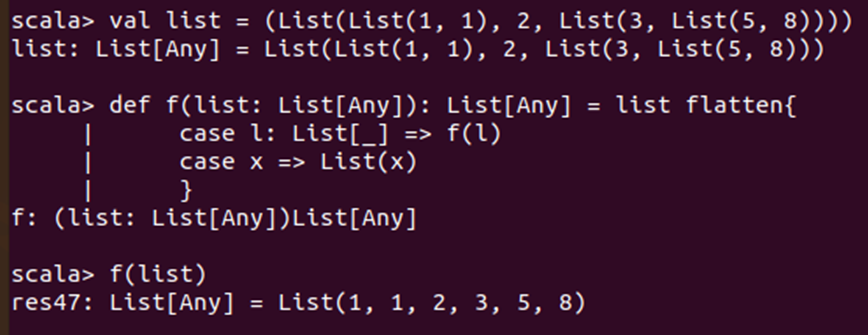 scala> val list = (List(List(1, 1), 2, List(3, List(5, 8))))
list: List[Any] = List(List(1, 1), 2, List(3, List(5, 8)))
scala> def f(list: List[Any]): List[Any] = list flatten{
     |       case l: List[_] => f(l)
     |       case x => List(x)
     |       }
f: (list: List[Any])List[Any]
scala> f(list)
res47: List[Any] = List(1, 1, 2, 3, 5, 8)